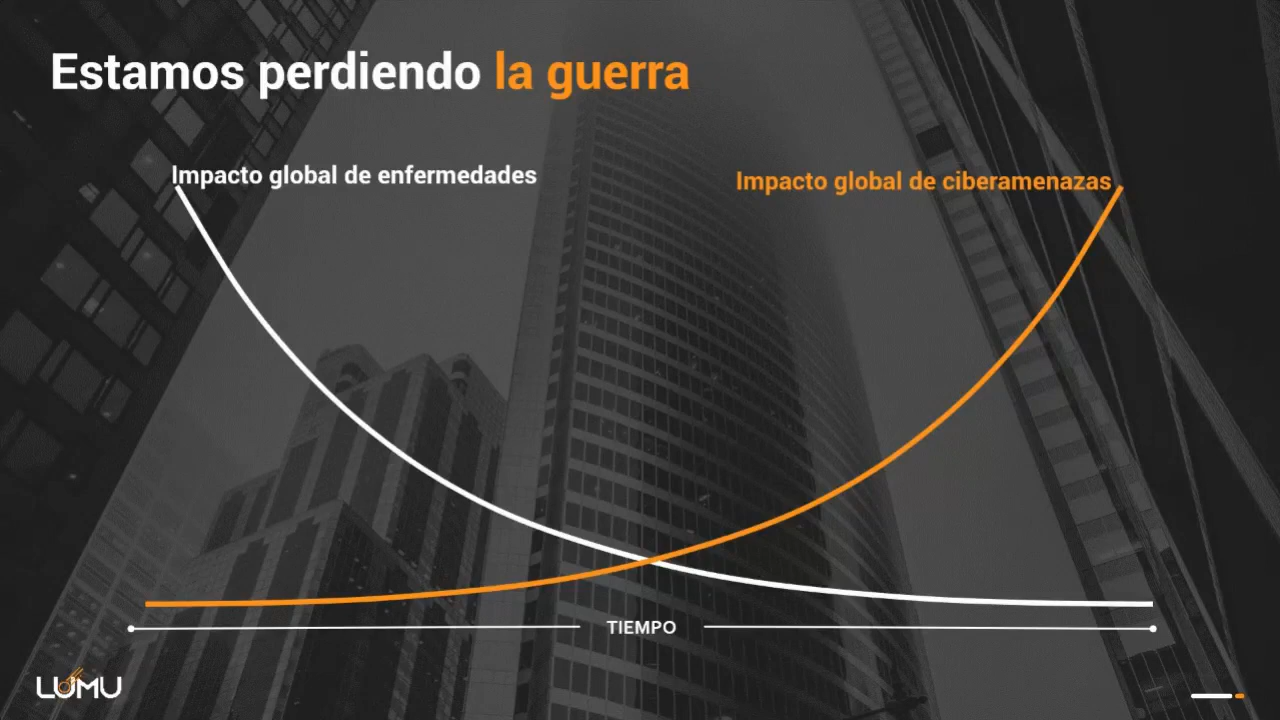 Estamos perdiendo la guerra
Impacto global de enfermedades
Impacto global de ciberamenazas
TIEMPO
LUMU